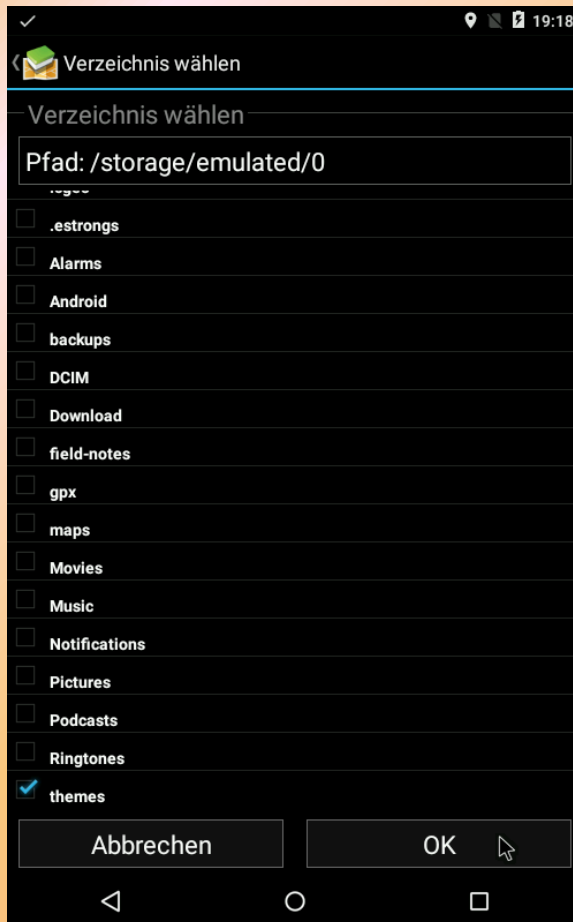 19:18
Verzeichnis wählen
Verzeichnis wählen
Pfad: /storage/emulated/0
.estrongs
Alarms
Android
backups
DCIM
Download
field-notes
gpx
maps
Movies
Music
Notifications
Pictures
Podcasts
Ringtones
themes
Abbrechen OK